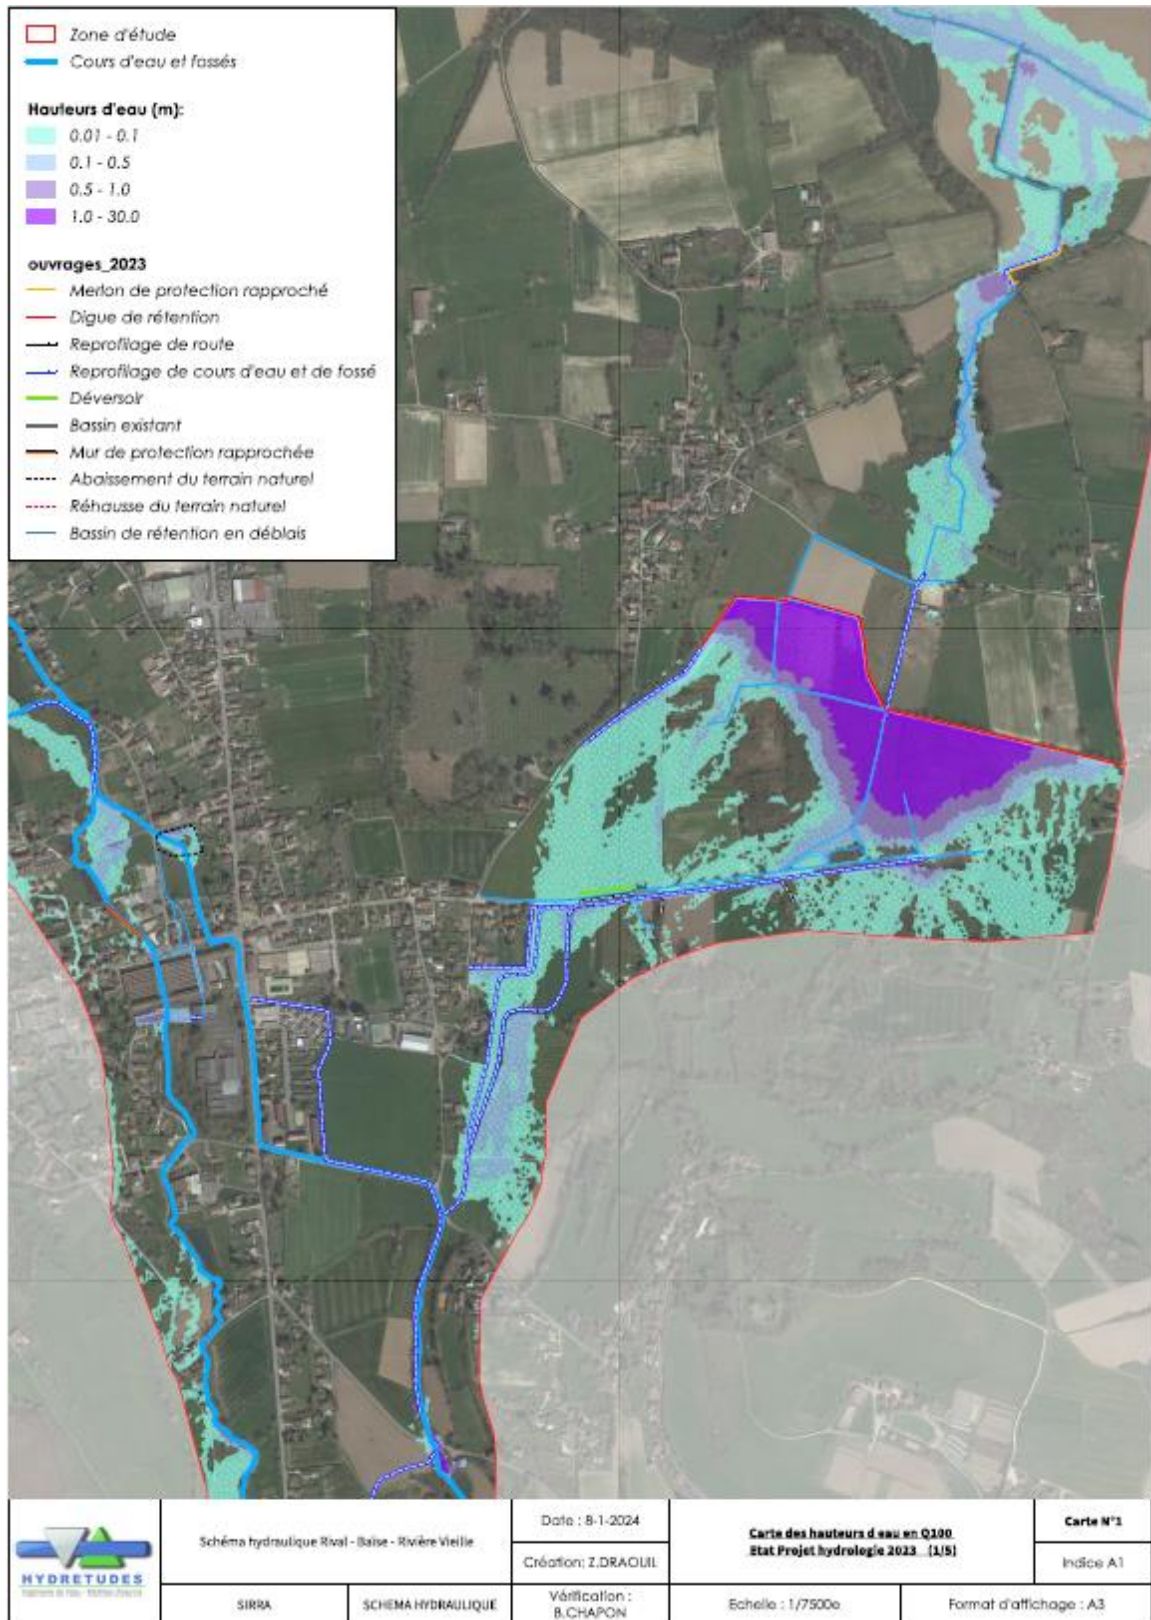 Zone d'étude
Cours d'eau et fossés
Hauteurs d'eau (m):
0.01 - 0.1
0.1 - 0.5
0.5 - 1.0
1.0 - 30.0
ouvrages_2023
Merlon de protection rapproché
Digue de rétention
Reprofilage de route
Reprofilage de cours d'eau et de fossé
Déversoir
Bassin existant
Mur de protection rapprochée
Abaissement du terrain naturel
Réhausse du terrain naturel
Bassin de rétention en déblais
HYDRETUDES
Schéma hydraulique Rival - Baïse - Rivière Vieille
SIRRA
SCHEMA HYDRAULIQUE
Date : 8-1-2024
Création: Z.DRAOUIL
Vérification :
B.CHAPON
Carte des hauteurs d eau en Q100
Etat Projet hydrologie 2023 (1/5)
Echelle : 1/7500e
Carte N°1
Indice A1
Format d'affichage : A3